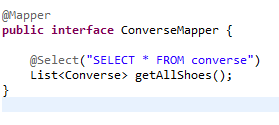 @Mapper
public interface ConverseMapper {
@Select("SELECT * FROM converse")
List<Converse> getAllShoes();
}